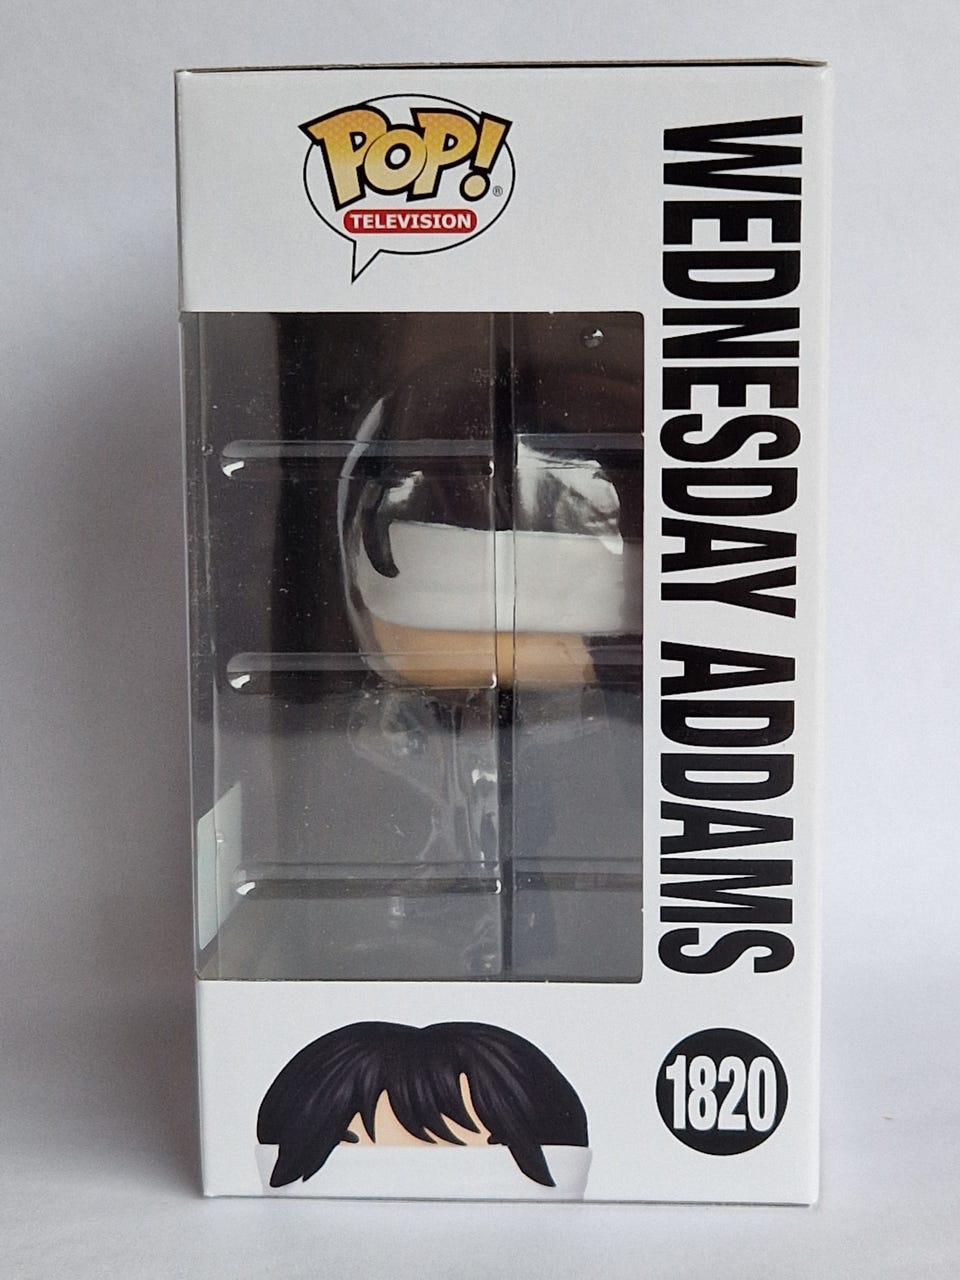 POP!
®
TELEVISION
WEDNESDAY ADDAMS
1820